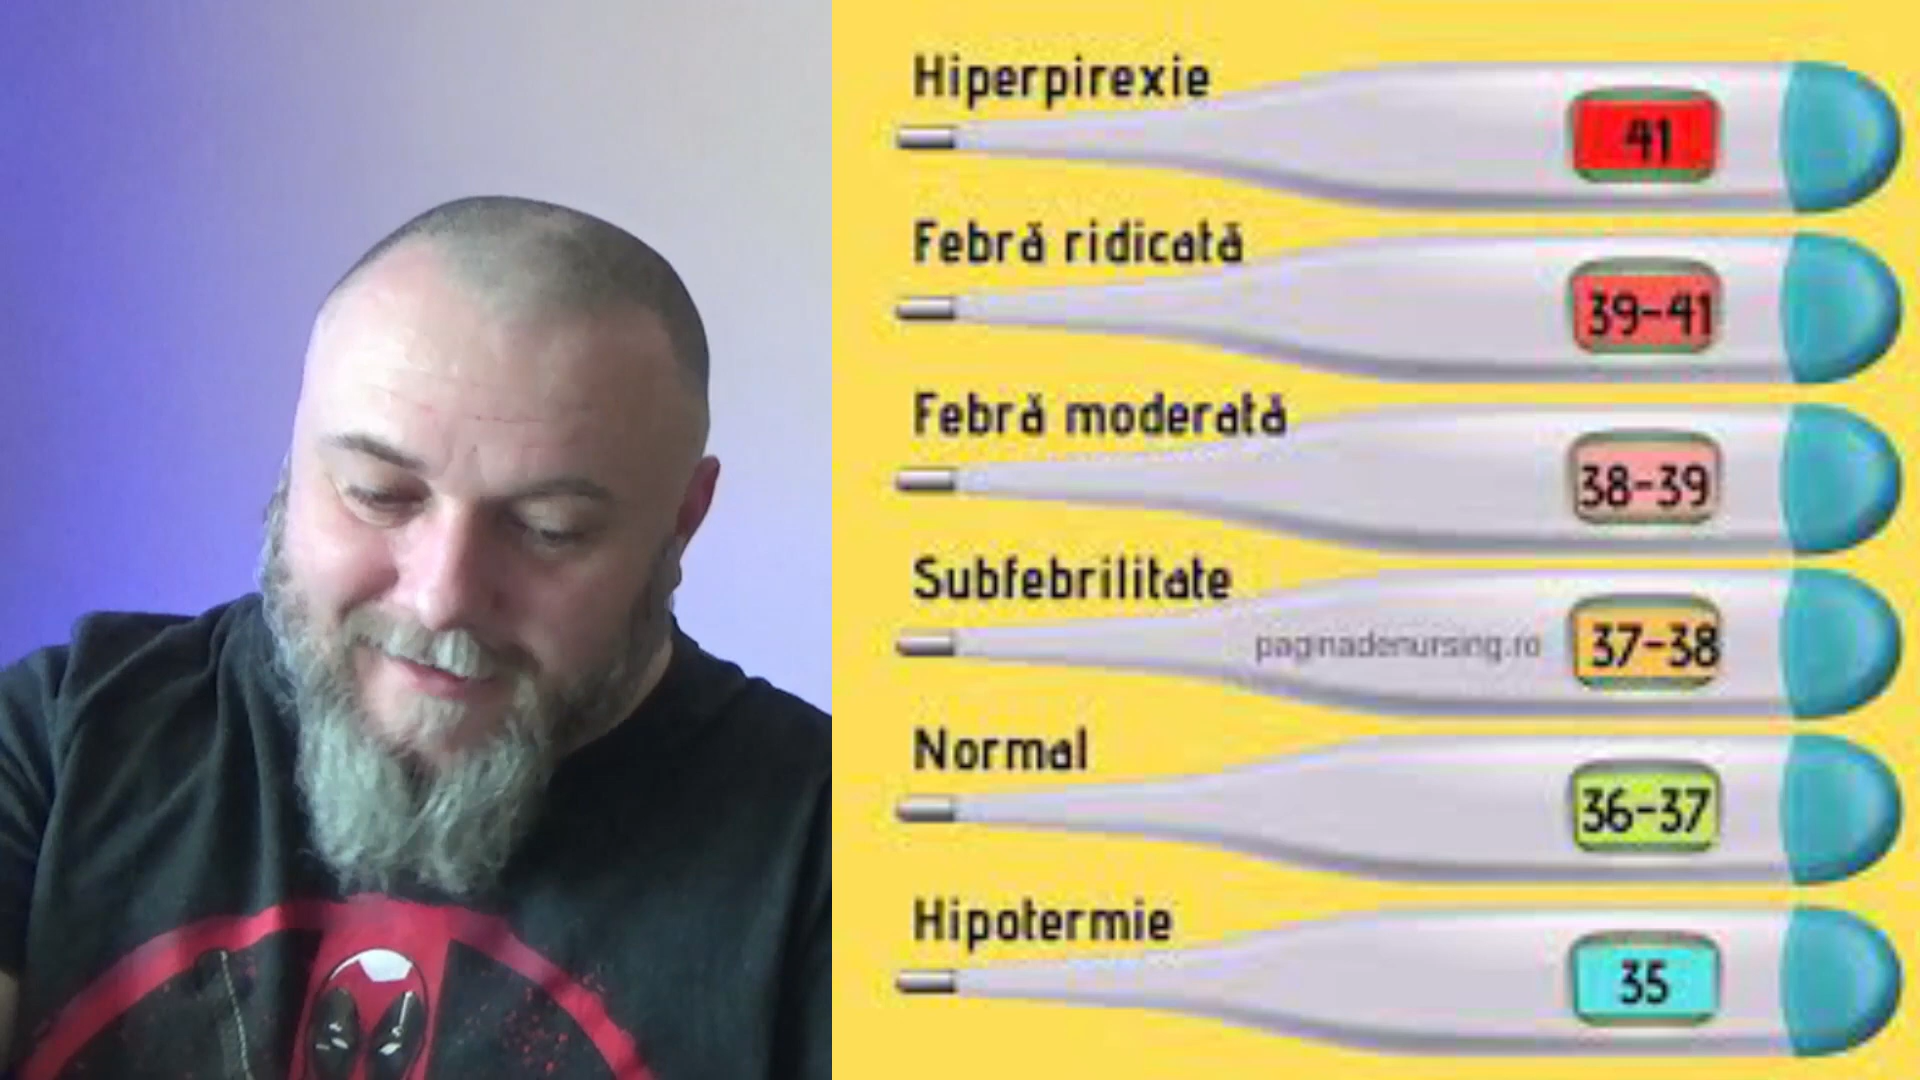 Hiperpirexie
41
Febră ridicată
39-41
Febră moderată
38-39
Subfebrilitate
paginadenursing.ro
37-38
Normal
36-37
Hipotermie
35